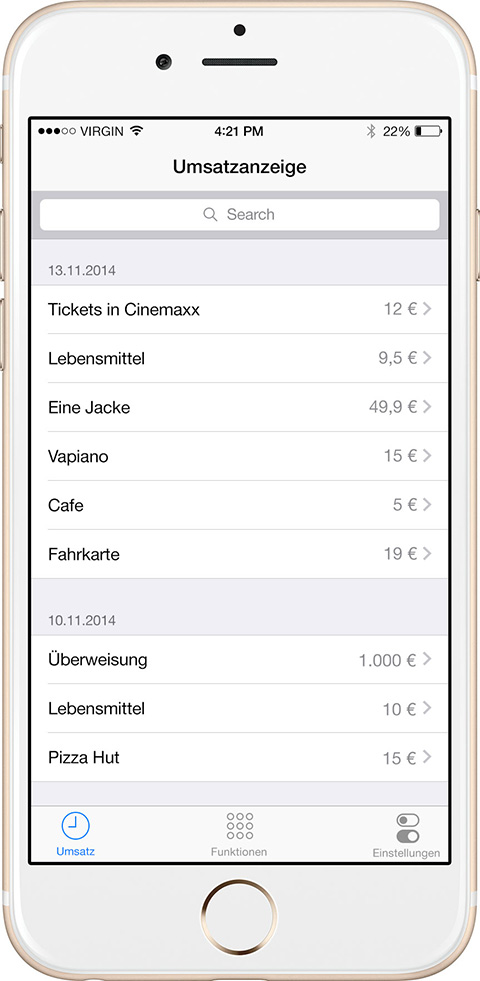 VIRGIN 4:21 PM 22%
Umsatzanzeige
Search
13.11.2014
Tickets in Cinemaxx 12 €
Lebensmittel 9,5 €
Eine Jacke 49,9 €
Vapiano 15 €
Cafe 5 €
Fahrkarte 19 €
10.11.2014
Überweisung 1.000 €
Lebensmittel 10 €
Pizza Hut 15 €
Umsatz Funktionen Einstellungen